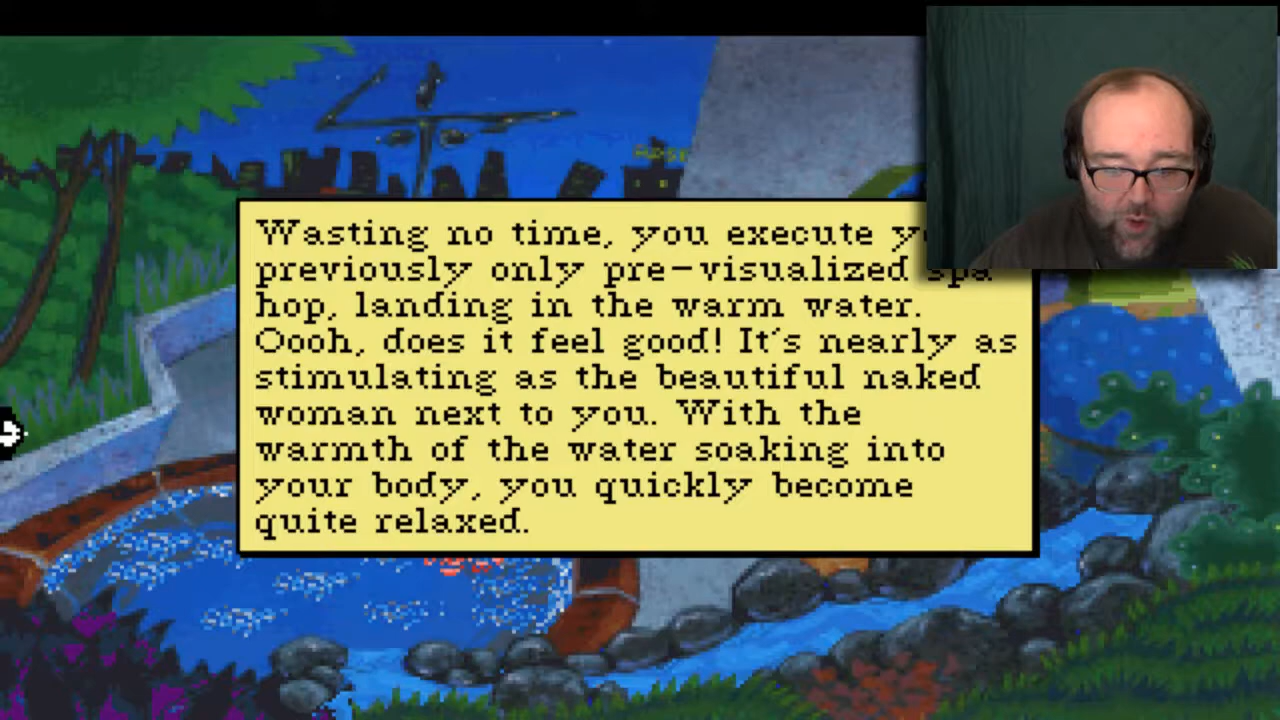 Wasting no time, you execute
previously only pre-visualized spa
hop, landing in the warm water.
Oooh, does it feel good! It's nearly as
stimulating as the beautiful naked
woman next to you. With the
warmth of the water soaking into
your body, you quickly become
quite relaxed.